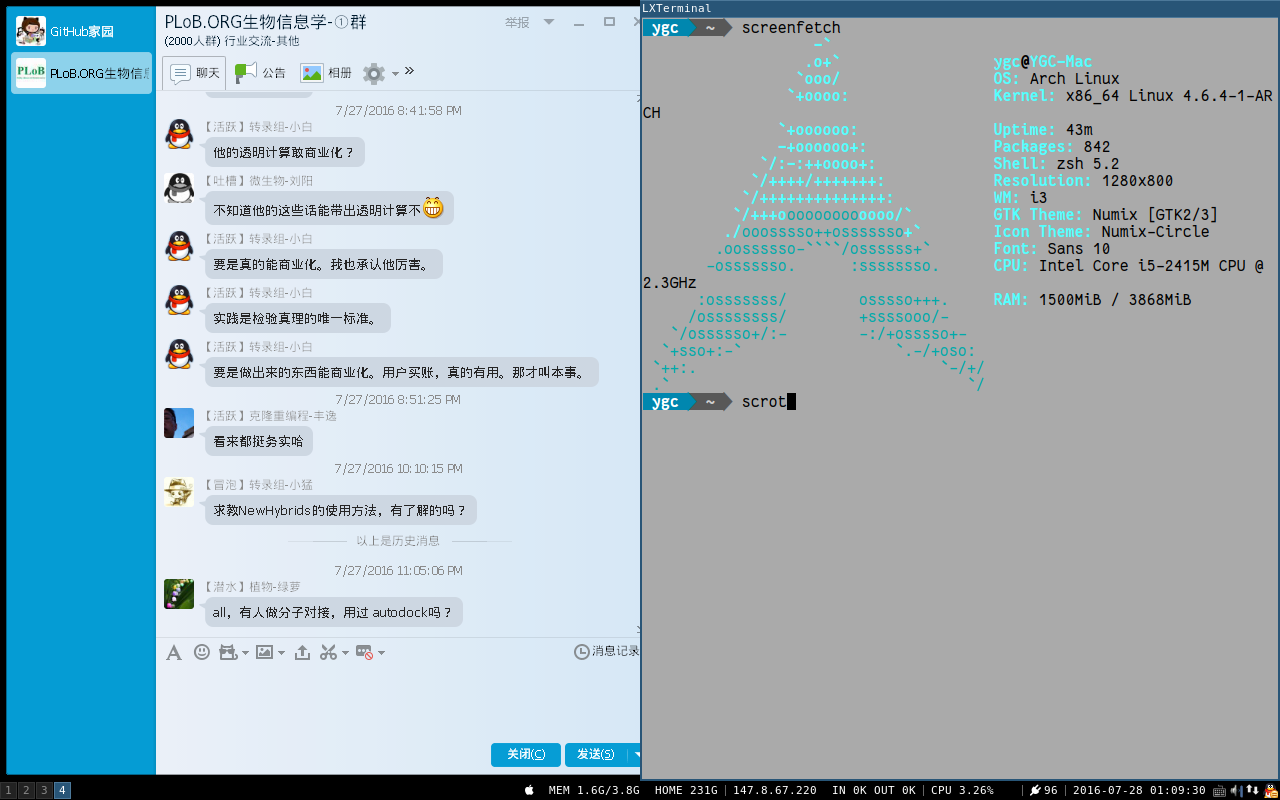 GitHub家园
PLoB.ORG生物信息
PLoB
PLoB.ORG生物信息学-①群
(2000人群) 行业交流-其他
举报
聊天
公告
相册
7/27/2016 8:41:58 PM
【活跃】转录组-小白
他的透明计算敢商业化？
【吐槽】微生物-刘阳
不知道他的这些话能带出透明计算不
【活跃】转录组-小白
要是真的能商业化。我也承认他厉害。
【活跃】转录组-小白
实践是检验真理的唯一标准。
【活跃】转录组-小白
要是做出来的东西能商业化。用户买账，真的有用。那才叫本事。
7/27/2016 8:51:25 PM
【活跃】克隆重编程-丰逸
看来都挺务实哈
7/27/2016 10:10:15 PM
【冒泡】转录组-小猛
求教NewHybrids的使用方法，有了解的吗？
以上是历史消息
7/27/2016 11:05:06 PM
【潜水】植物-绿萝
all，有人做分子对接，用过 autodock吗？
消息记录
关闭(C)
发送(S)
LXTerminal
ygc ~ screenfetch
-`
.o+`
ygc@YGC-Mac
`ooo/
OS: Arch Linux
`+oooo:
Kernel: x86_64 Linux 4.6.4-1-AR
CH
`+oooooo:
Uptime: 43m
-+oooooo+:
Packages: 842
`/:-:++oooo+:
Shell: zsh 5.2
`/++++/+++++++:
Resolution: 1280x800
`/++++++++++++++:
WM: i3
`/+++ooooooooooooo/`
GTK Theme: Numix [GTK2/3]
./ooosssso++osssssso+`
Icon Theme: Numix-Circle
.oossssso-````/ossssss+`
Font: Sans 10
-osssssso. :ssssssso.
CPU: Intel Core i5-2415M CPU @
2.3GHz
:osssssss/ osssso+++.
RAM: 1500MiB / 3868MiB
/ossssssss/ +ssssooo/-
`/ossssso+/:- -:/+osssso+-
`+sso+:-` `.-/+oso:
`++:. `-/+/
.` `/
ygc ~ scrot
1 2 3 4
MEM 1.6G/3.8G HOME 231G | 147.8.67.220 IN 0K OUT 0K | CPU 3.26% | 96 | 2016-07-28 01:09:30